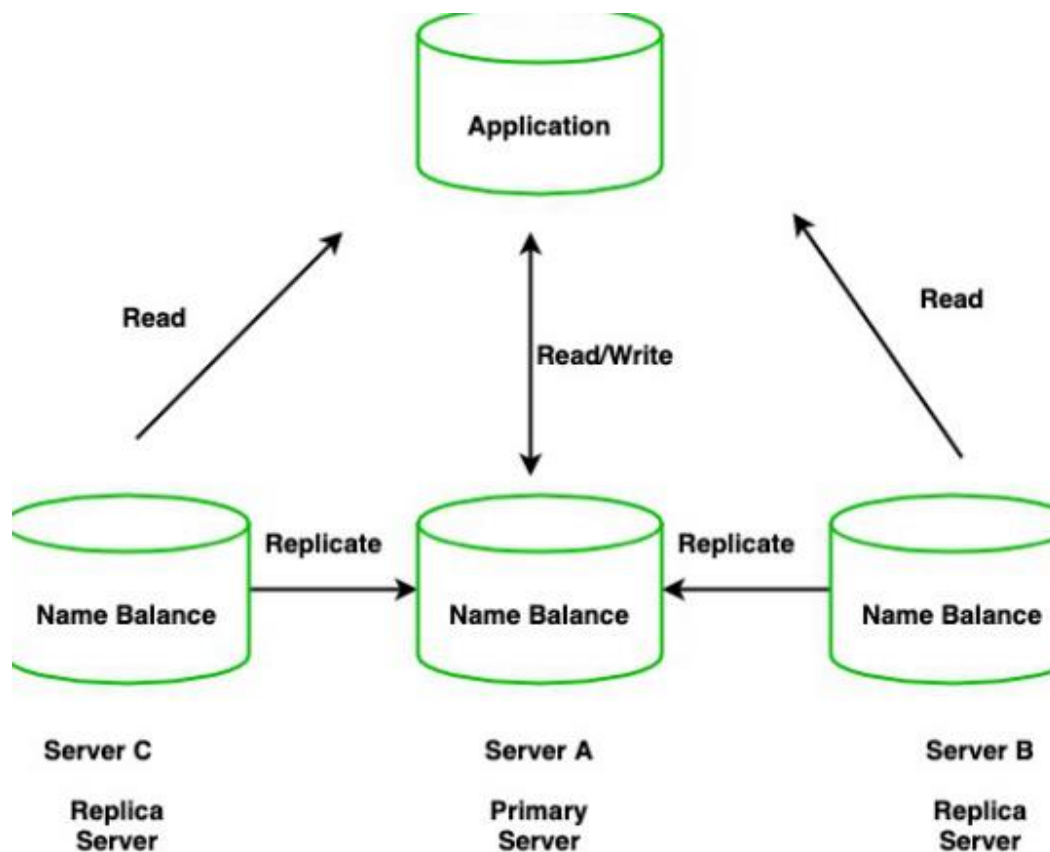 Application
Read
Read
Read/Write
Replicate
Replicate
Name Balance
Name Balance
Name Balance
Server C
Server A
Server B
Replica
Server
Primary
Server
Replica
Server